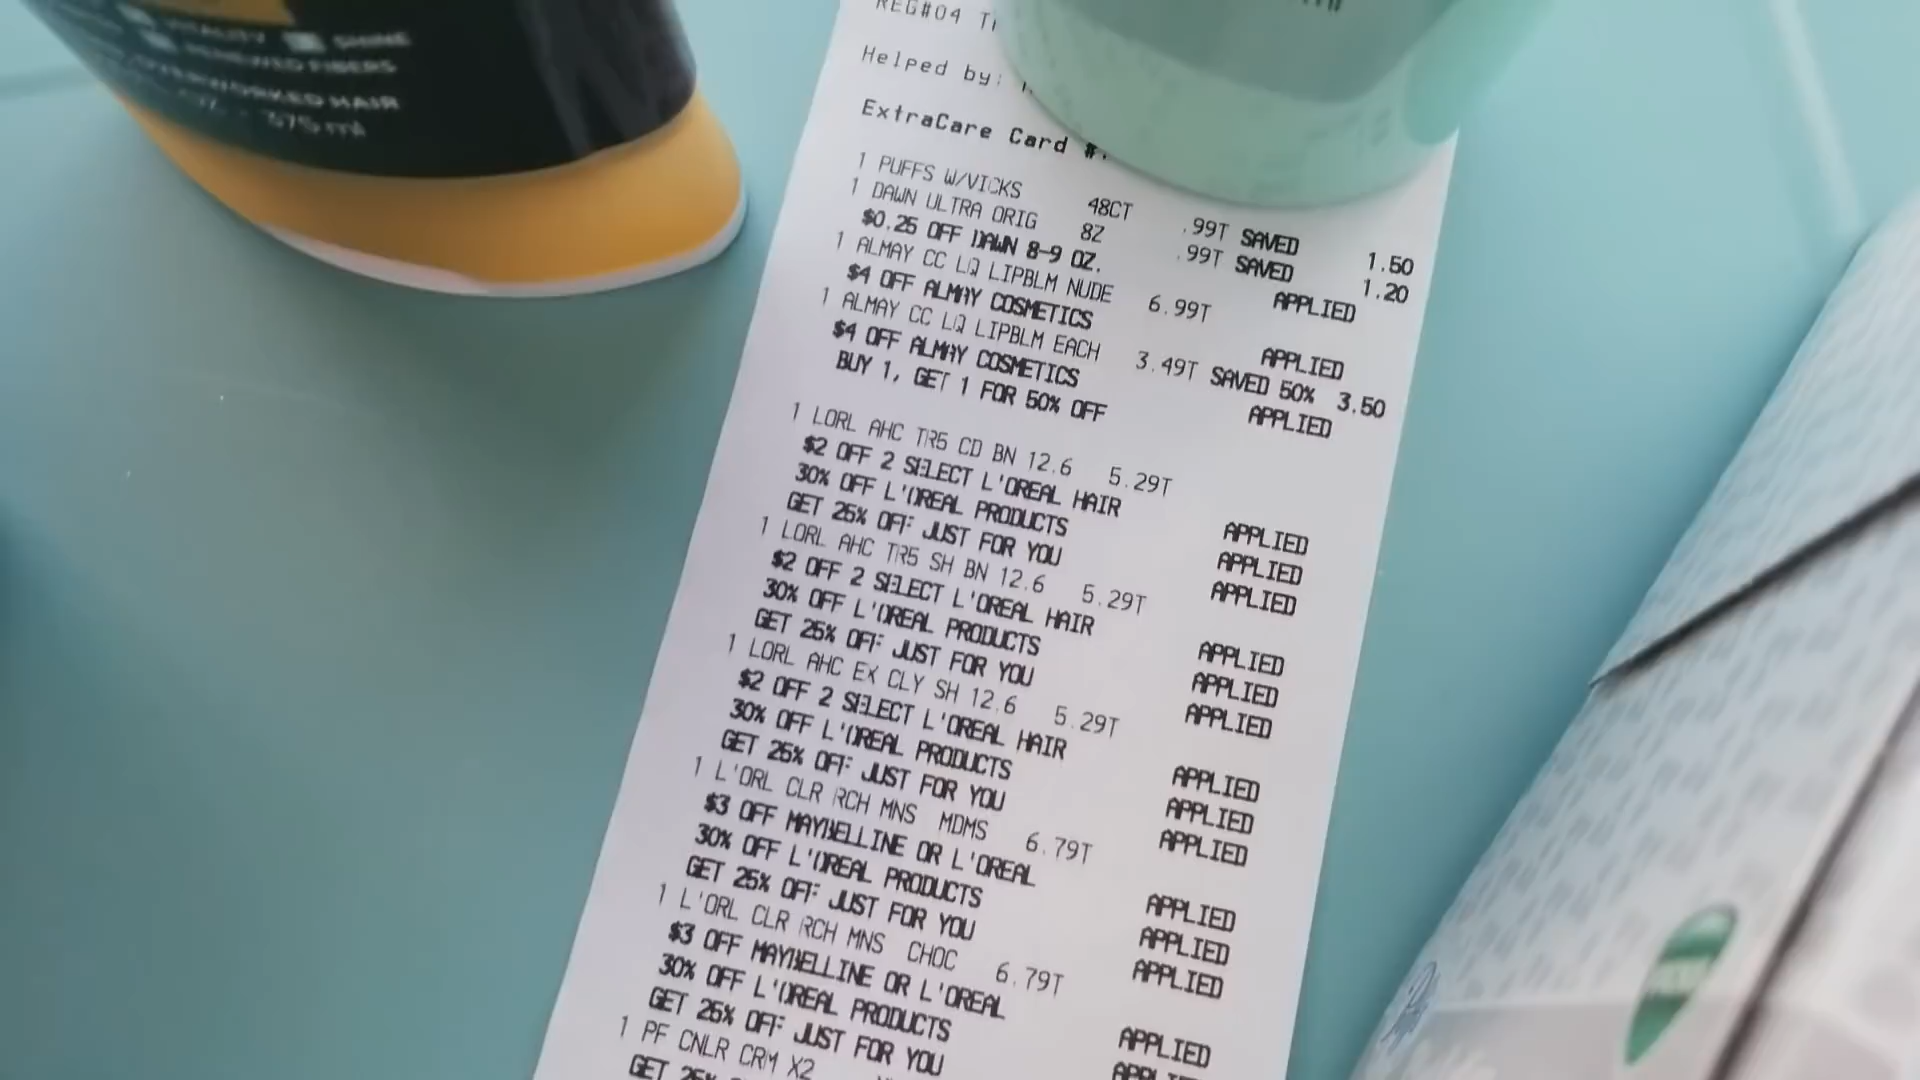 VITALITY SHINE
RENEWED FIBERS
OVERWORKED HAIR
375 ml
REG#04
Helped by:
ExtraCare Card #
1 PUFFS W/VICKS 48CT .99T SAVED 1.50
1 DAWN ULTRA ORIG 8Z .99T SAVED 1.20
$0.25 OFF DAWN 8-9 OZ. APPLIED
1 ALMAY CC LQ LIPBLM NUDE 6.99T
$4 OFF ALMAY COSMETICS APPLIED
1 ALMAY CC LQ LIPBLM EACH 3.49T SAVED 50% 3.50
$4 OFF ALMAY COSMETICS APPLIED
BUY 1, GET 1 FOR 50% OFF
1 LORL AHC TR5 CD BN 12.6 5.29T
$2 OFF 2 SELECT L'OREAL HAIR APPLIED
30% OFF L'OREAL PRODUCTS APPLIED
GET 25% OFF: JUST FOR YOU APPLIED
1 LORL AHC TR5 SH BN 12.6 5.29T
$2 OFF 2 SELECT L'OREAL HAIR APPLIED
30% OFF L'OREAL PRODUCTS APPLIED
GET 25% OFF: JUST FOR YOU APPLIED
1 LORL AHC EX CLY SH 12.6 5.29T
$2 OFF 2 SELECT L'OREAL HAIR APPLIED
30% OFF L'OREAL PRODUCTS APPLIED
GET 25% OFF: JUST FOR YOU APPLIED
1 L'ORL CLR RCH MNS MDMS 6.79T
$3 OFF MAYBELLINE OR L'OREAL APPLIED
30% OFF L'OREAL PRODUCTS APPLIED
GET 25% OFF: JUST FOR YOU APPLIED
1 L'ORL CLR RCH MNS CHOC 6.79T
$3 OFF MAYBELLINE OR L'OREAL APPLIED
30% OFF L'OREAL PRODUCTS APPLIED
GET 25% OFF: JUST FOR YOU
1 PF CNLR CRM X2
GET 25%